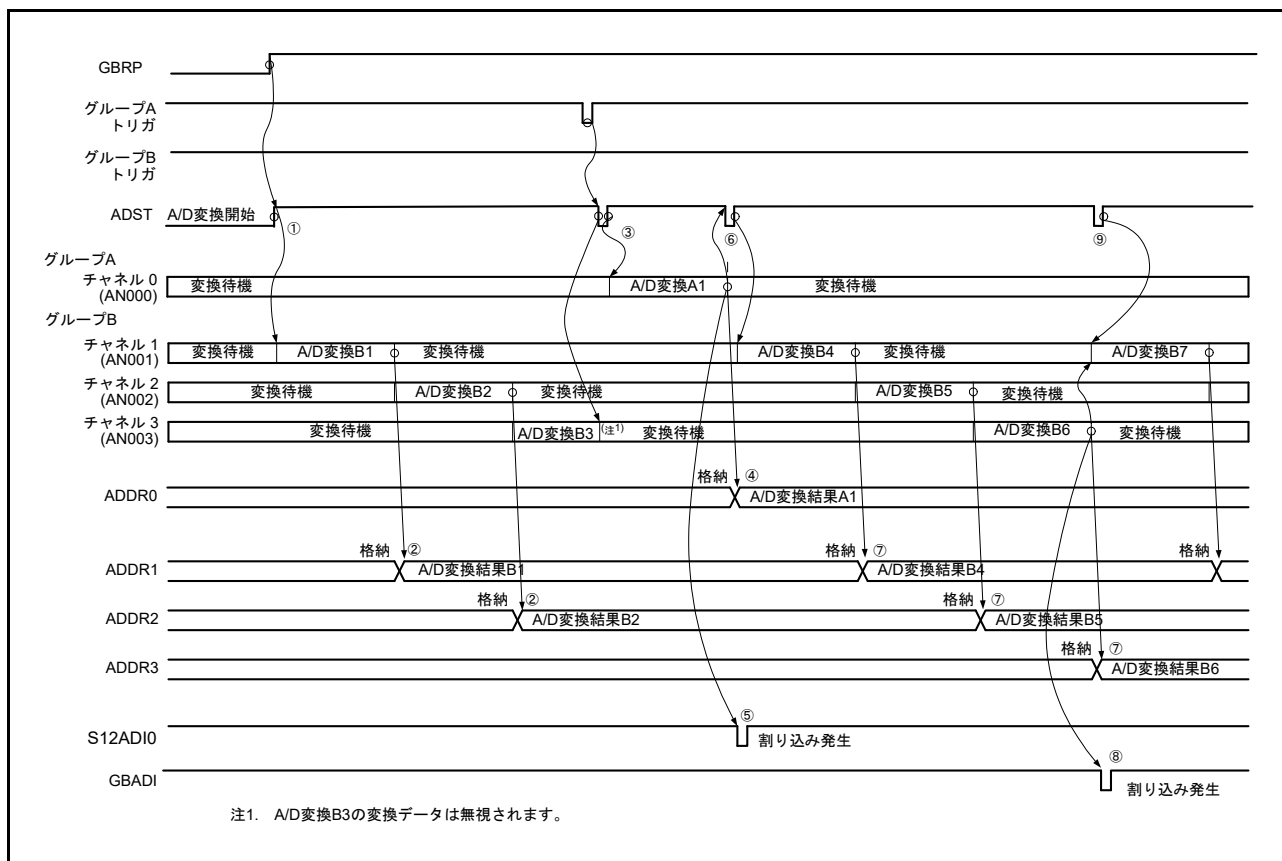 GBRP
グループA
トリガ
グループB
トリガ
ADST
A/D変換開始
①
③
⑥
⑨
グループA
チャネル 0
(AN000)
変換待機
A/D変換A1
変換待機
グループB
チャネル 1
(AN001)
変換待機
A/D変換B1
変換待機
A/D変換B4
変換待機
A/D変換B7
チャネル 2
(AN002)
変換待機
A/D変換B2
変換待機
A/D変換B5
変換待機
チャネル 3
(AN003)
変換待機
A/D変換B3
(注1)
変換待機
A/D変換B6
変換待機
ADDR0
格納
④
A/D変換結果A1
ADDR1
格納
②
A/D変換結果B1
格納
⑦
A/D変換結果B4
格納
ADDR2
格納
②
A/D変換結果B2
格納
⑦
A/D変換結果B5
ADDR3
格納
⑦
A/D変換結果B6
S12ADI0
⑤
割り込み発生
GBADI
⑧
割り込み発生
注1. A/D変換B3の変換データは無視されます。